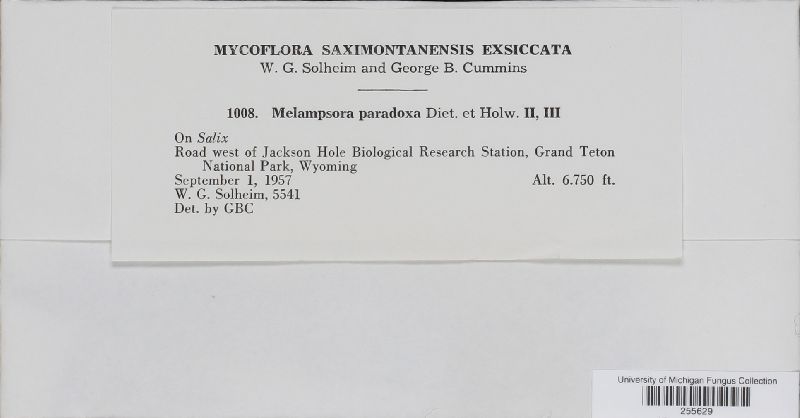 MYCOFLORA SAXIMONTANENSIS EXSICCATA
W. G. Solheim and George B. Cummins
1008. Melampsora paradoxa Diet. et Holw. II, III
On Salix
Road west of Jackson Hole Biological Research Station, Grand Teton
National Park, Wyoming
September 1, 1957 Alt. 6.750 ft.
W. G. Solheim, 5541
Det. by GBC
University of Michigan Fungus Collection
255629